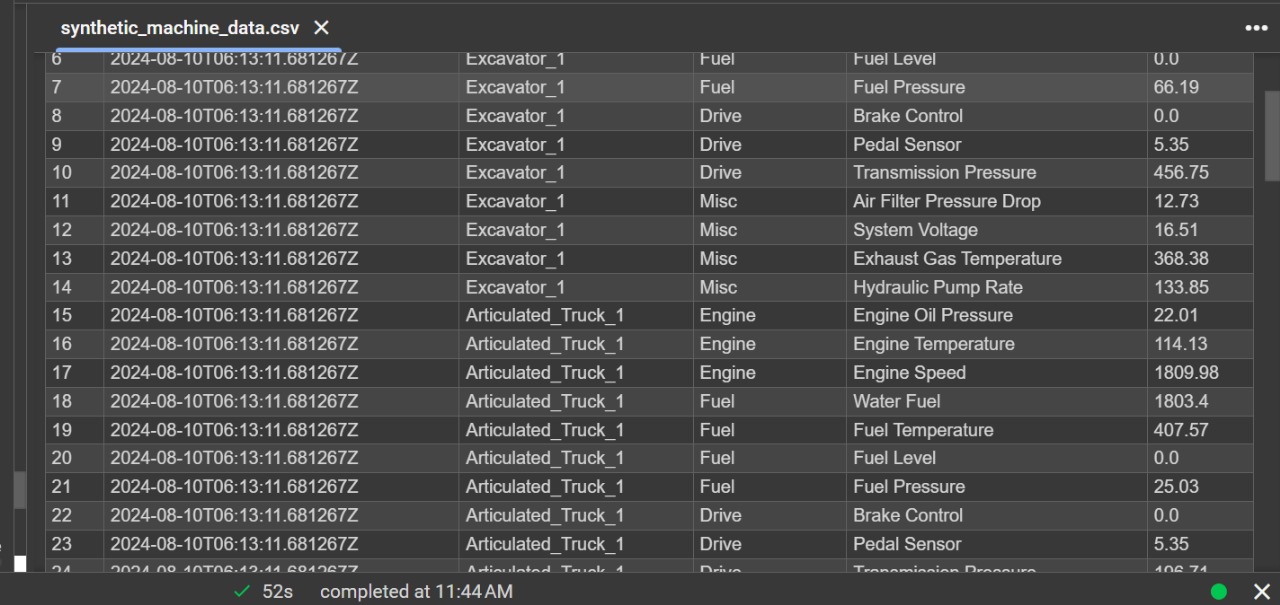 synthetic_machine_data.csv
6 2024-08-10T06:13:11.681267Z Excavator_1 Fuel Fuel Level 0.0
7 2024-08-10T06:13:11.681267Z Excavator_1 Fuel Fuel Pressure 66.19
8 2024-08-10T06:13:11.681267Z Excavator_1 Drive Brake Control 0.0
9 2024-08-10T06:13:11.681267Z Excavator_1 Drive Pedal Sensor 5.35
10 2024-08-10T06:13:11.681267Z Excavator_1 Drive Transmission Pressure 456.75
11 2024-08-10T06:13:11.681267Z Excavator_1 Misc Air Filter Pressure Drop 12.73
12 2024-08-10T06:13:11.681267Z Excavator_1 Misc System Voltage 16.51
13 2024-08-10T06:13:11.681267Z Excavator_1 Misc Exhaust Gas Temperature 368.38
14 2024-08-10T06:13:11.681267Z Excavator_1 Misc Hydraulic Pump Rate 133.85
15 2024-08-10T06:13:11.681267Z Articulated_Truck_1 Engine Engine Oil Pressure 22.01
16 2024-08-10T06:13:11.681267Z Articulated_Truck_1 Engine Engine Temperature 114.13
17 2024-08-10T06:13:11.681267Z Articulated_Truck_1 Engine Engine Speed 1809.98
18 2024-08-10T06:13:11.681267Z Articulated_Truck_1 Fuel Water Fuel 1803.4
19 2024-08-10T06:13:11.681267Z Articulated_Truck_1 Fuel Fuel Temperature 407.57
20 2024-08-10T06:13:11.681267Z Articulated_Truck_1 Fuel Fuel Level 0.0
21 2024-08-10T06:13:11.681267Z Articulated_Truck_1 Fuel Fuel Pressure 25.03
22 2024-08-10T06:13:11.681267Z Articulated_Truck_1 Drive Brake Control 0.0
23 2024-08-10T06:13:11.681267Z Articulated_Truck_1 Drive Pedal Sensor 5.35
24 2024-08-10T06:13:11.681267Z Articulated_Truck_1 Drive Transmission Pressure
52s completed at 11:44 AM